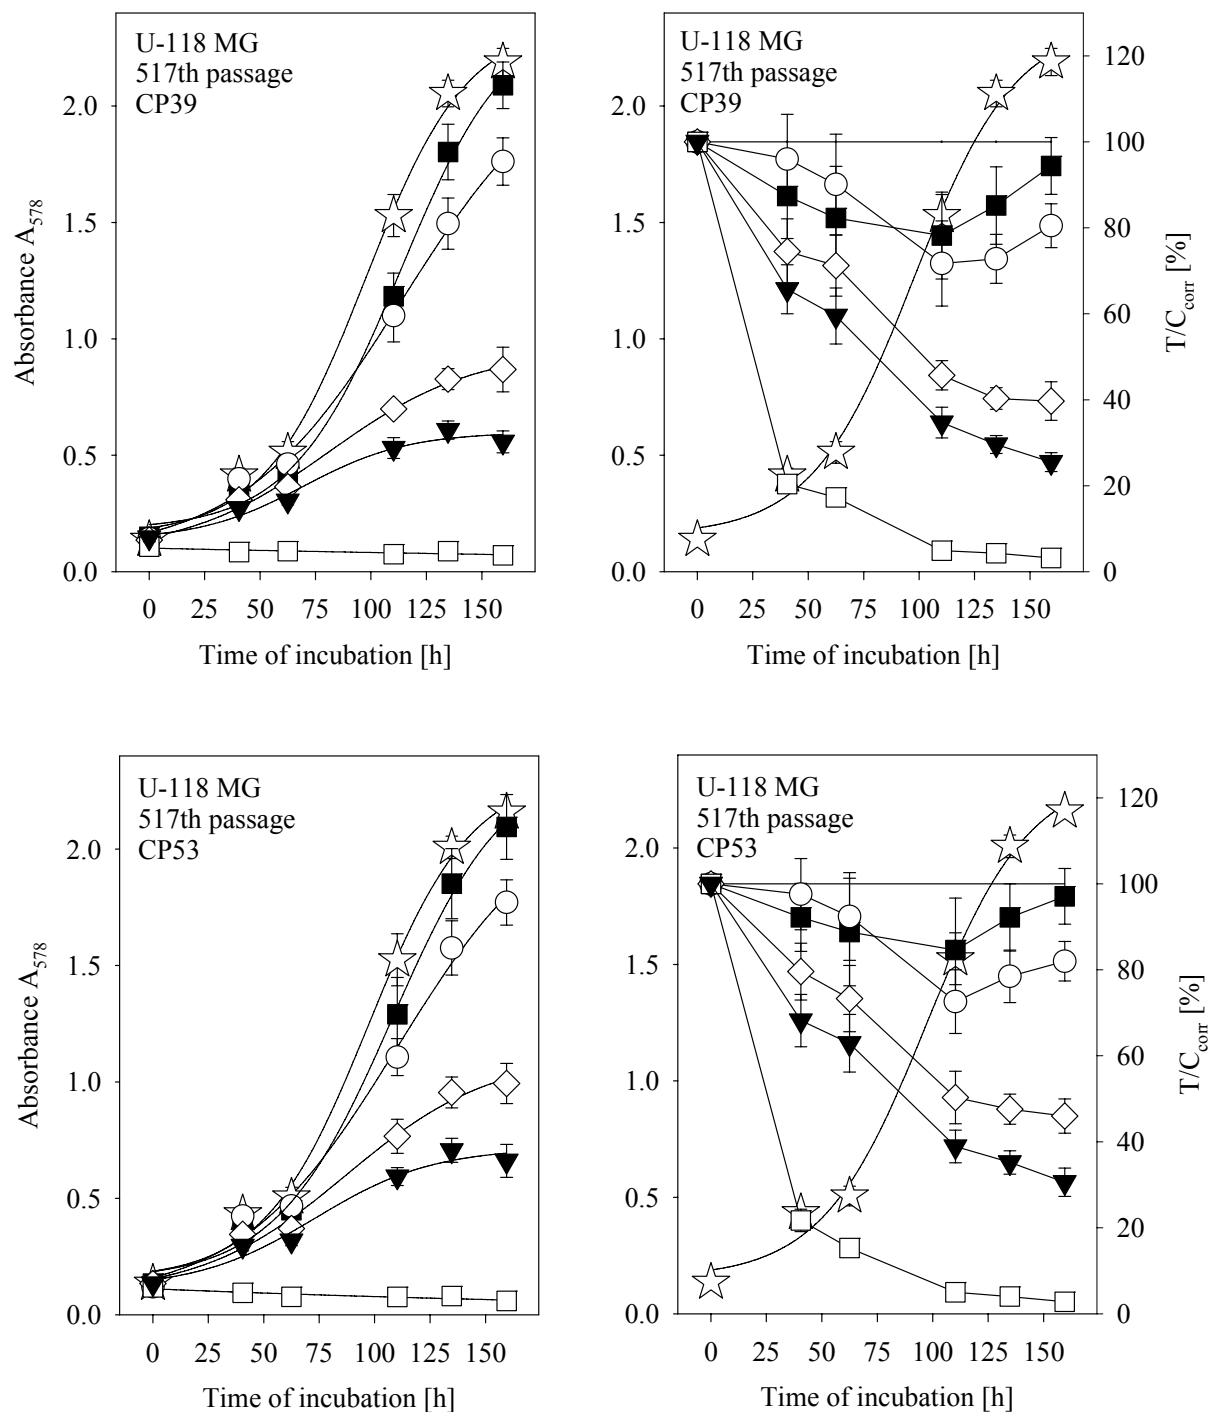 U-118 MG
517th passage
CP39
Absorbance A578
2.0
1.5
1.0
0.5
0.0
0 25 50 75 100 125 150
Time of incubation [h]
U-118 MG
517th passage
CP39
2.0
1.5
1.0
0.5
0.0
120
100
80
60
40
20
0
T/Ccorr [%]
0 25 50 75 100 125 150
Time of incubation [h]
U-118 MG
517th passage
CP53
Absorbance A578
2.0
1.5
1.0
0.5
0.0
0 25 50 75 100 125 150
Time of incubation [h]
U-118 MG
517th passage
CP53
2.0
1.5
1.0
0.5
0.0
120
100
80
60
40
20
0
T/Ccorr [%]
0 25 50 75 100 125 150
Time of incubation [h]